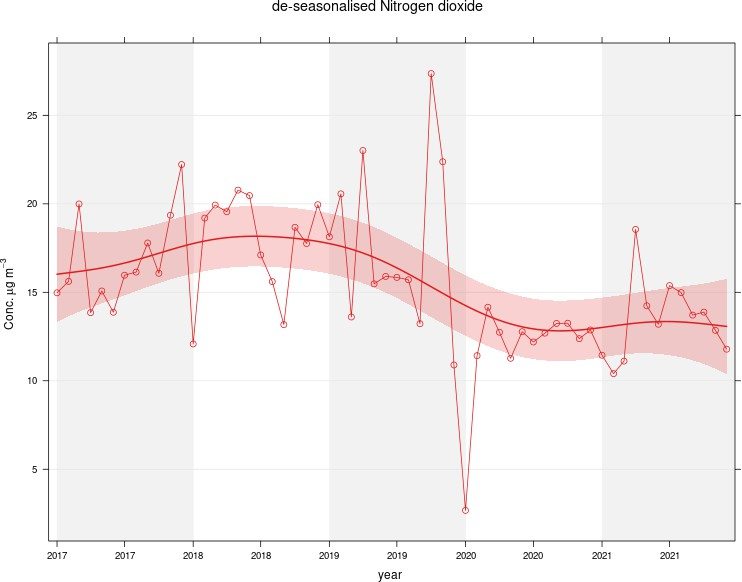 de-seasonalised Nitrogen dioxide
25
20
15
10
5
Conc. μg m⁻³
2017 2017 2018 2018 2019 2019 2020 2020 2021 2021
year